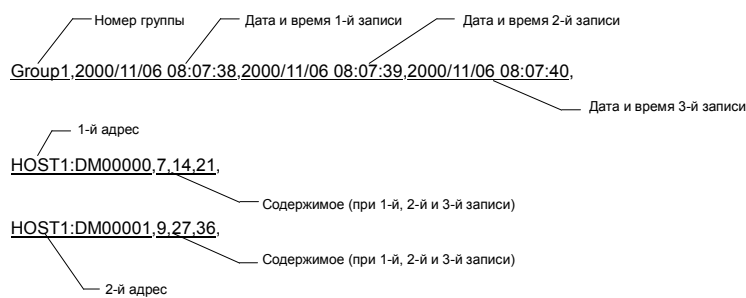 Номер группы
Дата и время 1-й записи
Дата и время 2-й записи
Group1,2000/11/06 08:07:38,2000/11/06 08:07:39,2000/11/06 08:07:40,
Дата и время 3-й записи
1-й адрес
HOST1:DM00000,7,14,21,
Содержимое (при 1-й, 2-й и 3-й записи)
HOST1:DM00001,9,27,36,
Содержимое (при 1-й, 2-й и 3-й записи)
2-й адрес